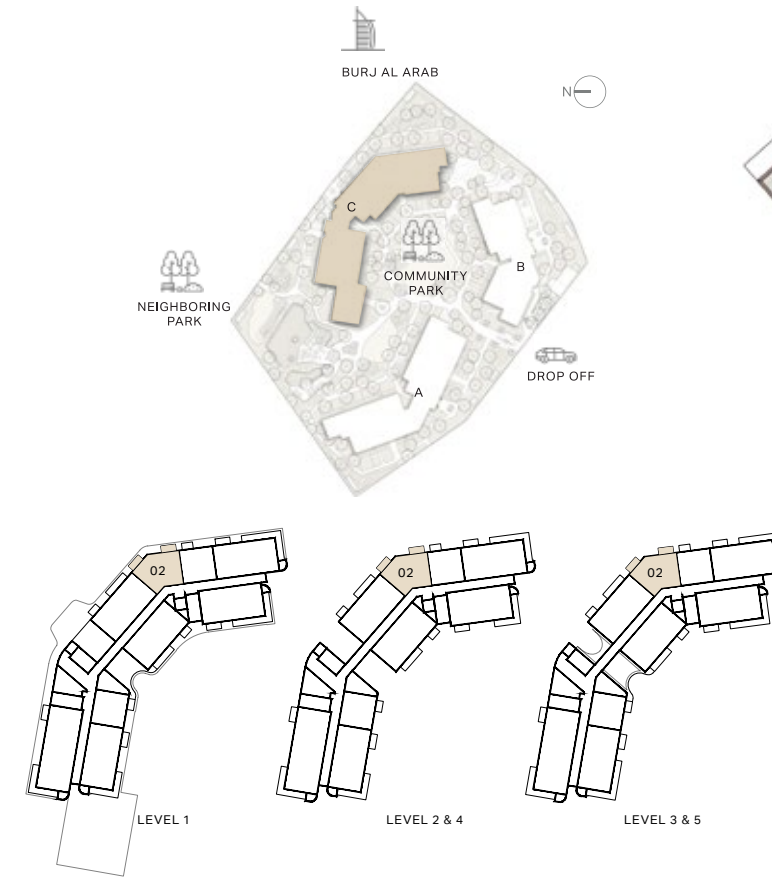 BURJ AL ARAB
N
C
B
COMMUNITY
PARK
NEIGHBORING
PARK
DROP OFF
A
02
02
02
LEVEL 1
LEVEL 2 & 4
LEVEL 3 & 5